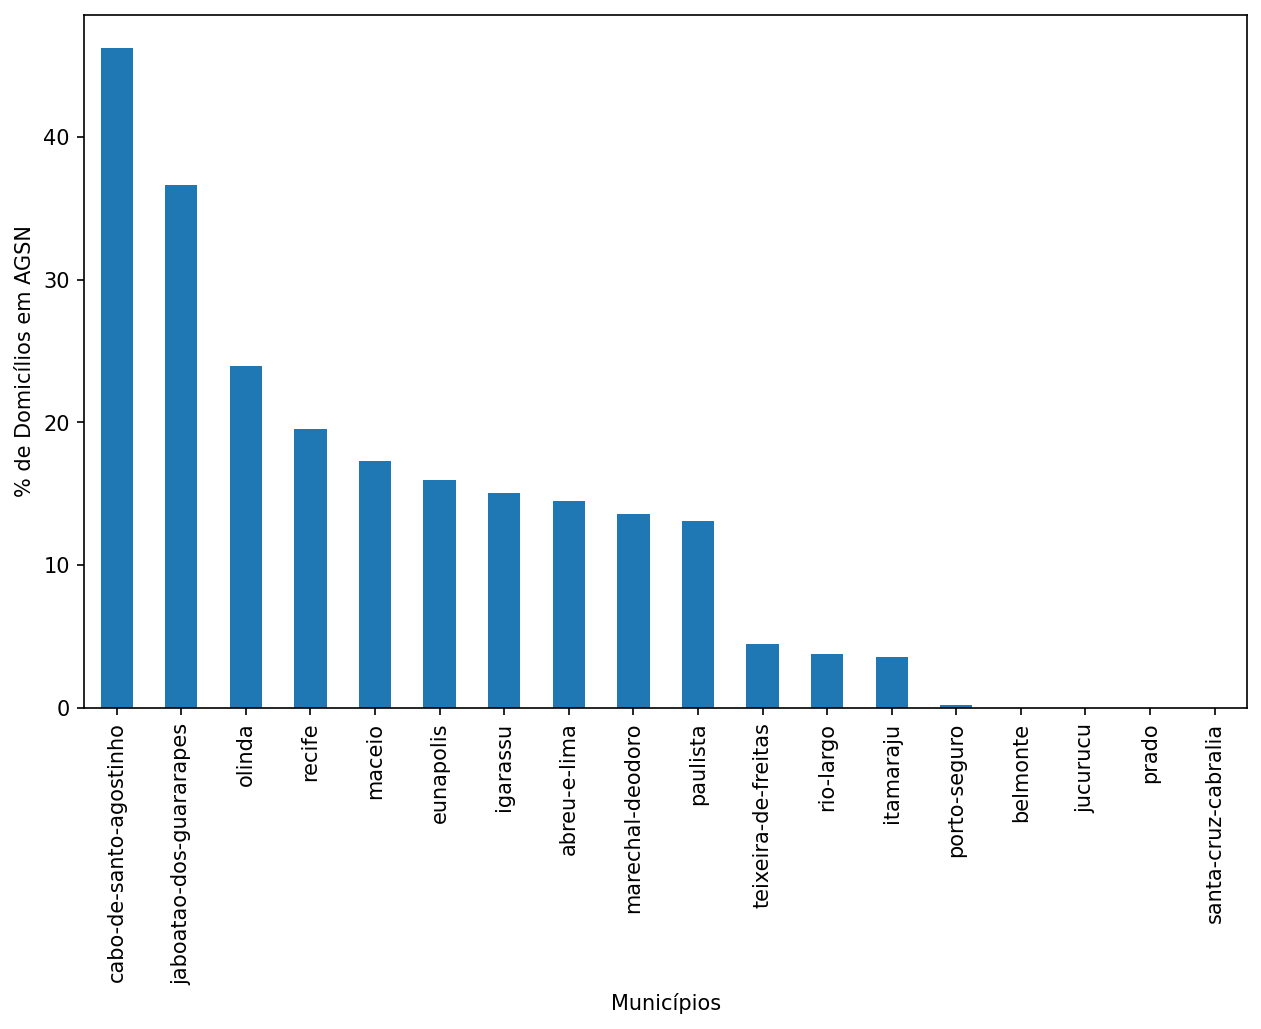 % de Domicílios em AGSN
40
30
20
10
0
cabo-de-santo-agostinho
jaboatao-dos-guararapes
olinda
recife
maceio
eunapolis
igarassu
abreu-e-lima
marechal-deodoro
paulista
teixeira-de-freitas
rio-largo
itamaraju
porto-seguro
belmonte
jucurucu
prado
santa-cruz-cabralia
Municípios